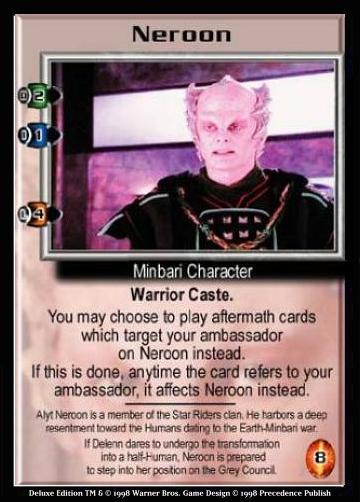 Neroon
2
1
4
Minbari Character
Warrior Caste.
You may choose to play aftermath cards
which target your ambassador
on Neroon instead.
If this is done, anytime the card refers to your
ambassador, it affects Neroon instead.
Alyt Neroon is a member of the Star Riders clan. He harbors a deep
resentment toward the Humans dating to the Earth-Minbari war.
If Delenn dares to undergo the transformation
into a half-Human, Neroon is prepared
to step into her position on the Grey Council.
8
Deluxe Edition TM & © 1998 Warner Bros. Game Design © 1998 Precedence Publish